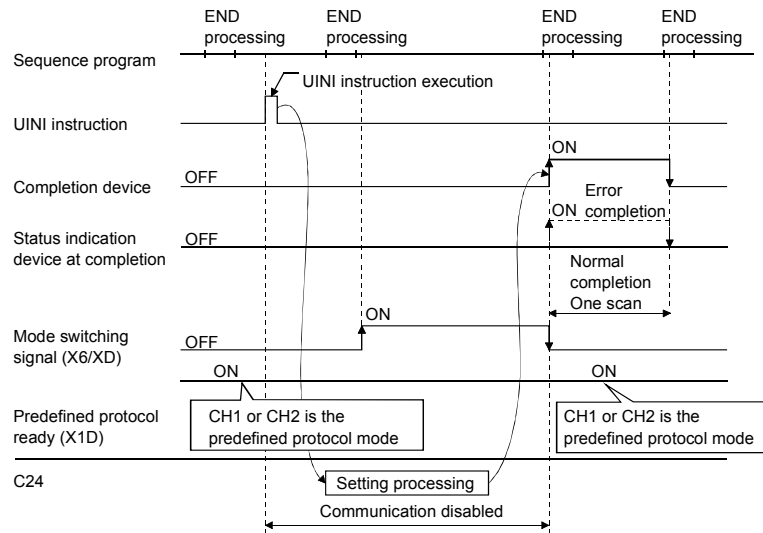 END processing
END processing
END processing
END processing
Sequence program
UINI instruction execution
UINI instruction
ON
Completion device
OFF
Error completion
ON
Status indication device at completion
OFF
Normal completion
One scan
ON
Mode switching signal (X6/XD)
OFF
ON
ON
Predefined protocol ready (X1D)
CH1 or CH2 is the predefined protocol mode
CH1 or CH2 is the predefined protocol mode
C24
Setting processing
Communication disabled